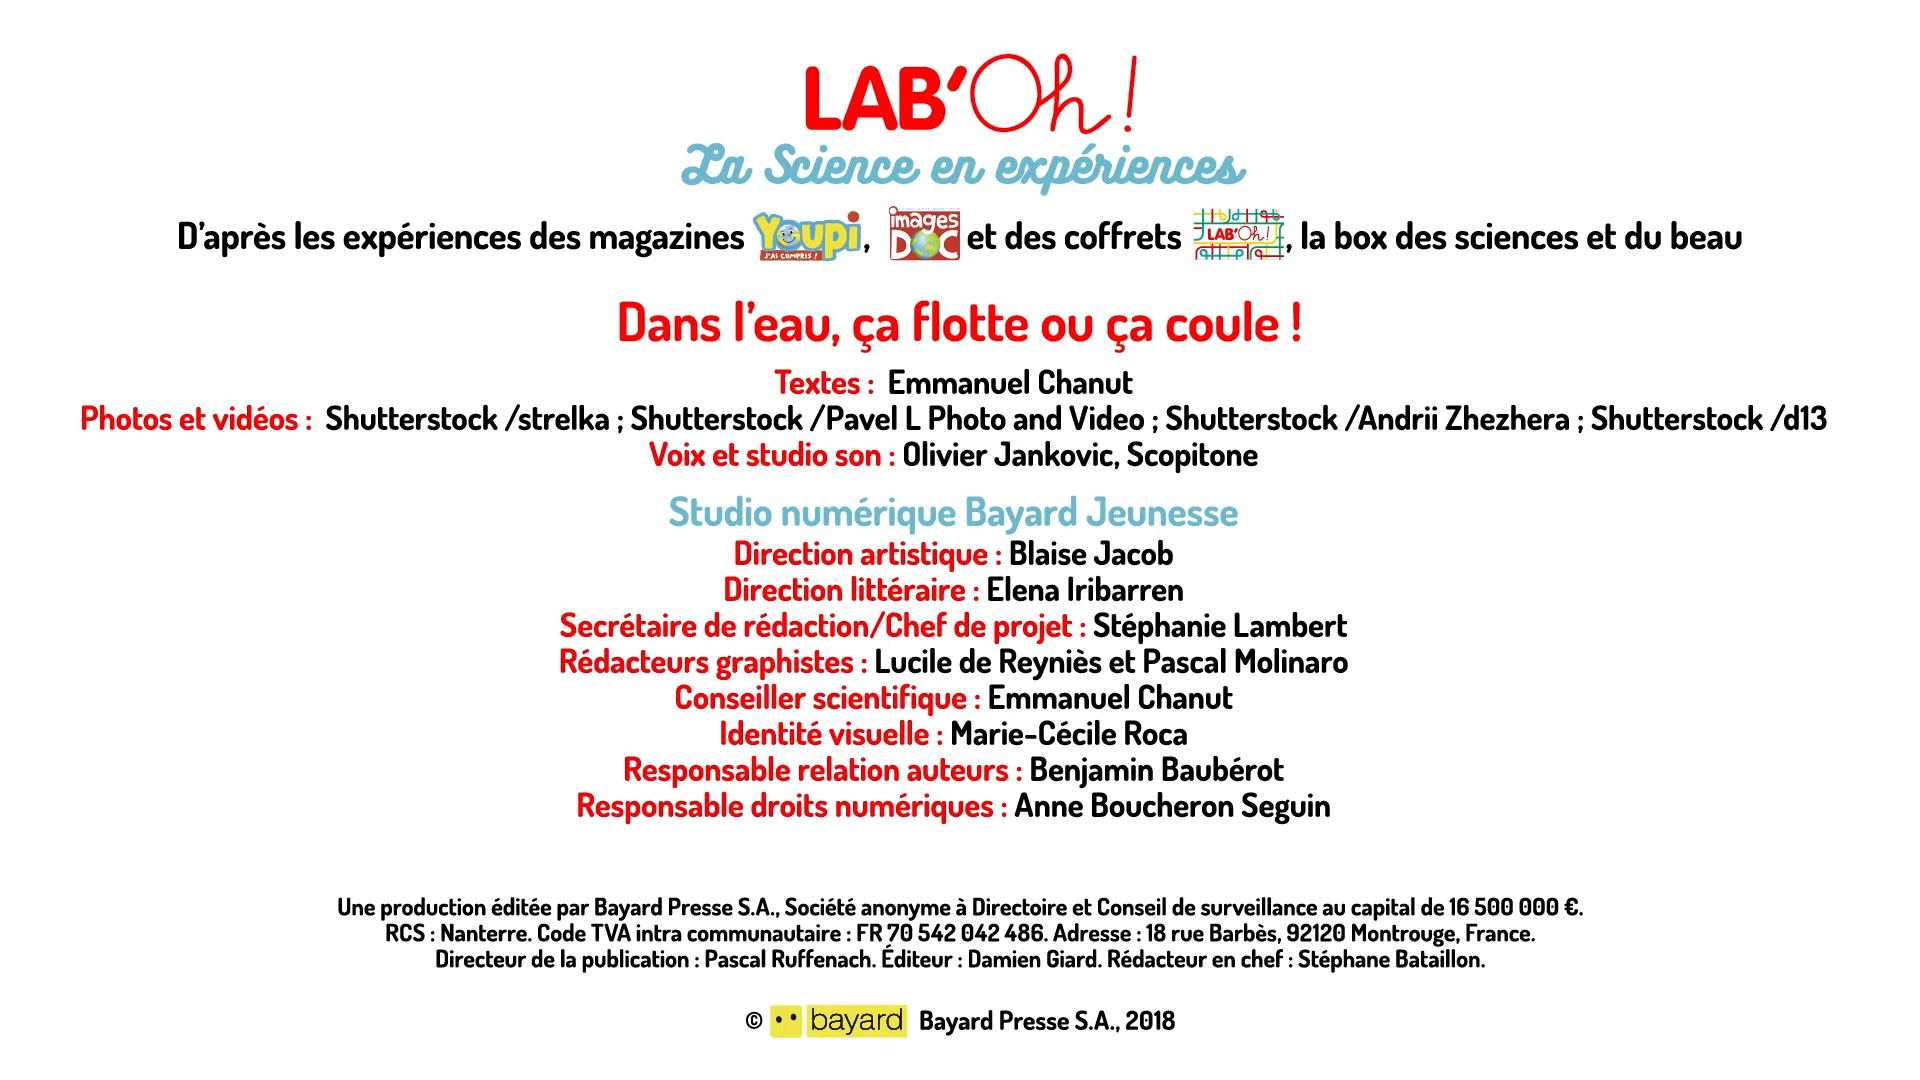 LAB'Oh!
La Science en expériences
D'après les expériences des magazines Youpi J'AI COMPRIS !, images DOC et des coffrets LAB'Oh!, la box des sciences et du beau
Dans l'eau, ça flotte ou ça coule !
Textes : Emmanuel Chanut
Photos et vidéos : Shutterstock /strelka ; Shutterstock /Pavel L Photo and Video ; Shutterstock /Andrii Zhezhera ; Shutterstock /d13
Voix et studio son : Olivier Jankovic, Scopitone
Studio numérique Bayard Jeunesse
Direction artistique : Blaise Jacob
Direction littéraire : Elena Iribarren
Secrétaire de rédaction/Chef de projet : Stéphanie Lambert
Rédacteurs graphistes : Lucile de Reyniès et Pascal Molinaro
Conseiller scientifique : Emmanuel Chanut
Identité visuelle : Marie-Cécile Roca
Responsable relation auteurs : Benjamin Baubérot
Responsable droits numériques : Anne Boucheron Seguin
Une production éditée par Bayard Presse S.A., Société anonyme à Directoire et Conseil de surveillance au capital de 16 500 000 €.
RCS : Nanterre. Code TVA intra communautaire : FR 70 542 042 486. Adresse : 18 rue Barbès, 92120 Montrouge, France.
Directeur de la publication : Pascal Ruffenach. Éditeur : Damien Giard. Rédacteur en chef : Stéphane Bataillon.
© bayard Bayard Presse S.A., 2018